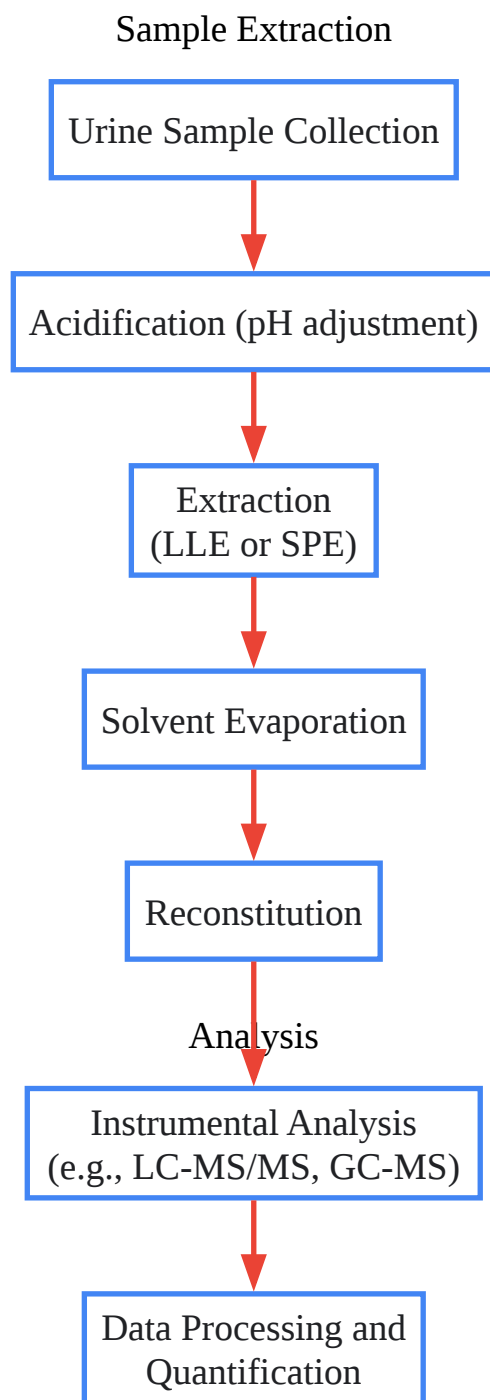 Sample Extraction
Urine Sample Collection
Acidification (pH adjustment)
Extraction
(LLE or SPE)
Solvent Evaporation
Reconstitution
Analysis
Instrumental Analysis
(e.g., LC-MS/MS, GC-MS)
Data Processing and
Quantification